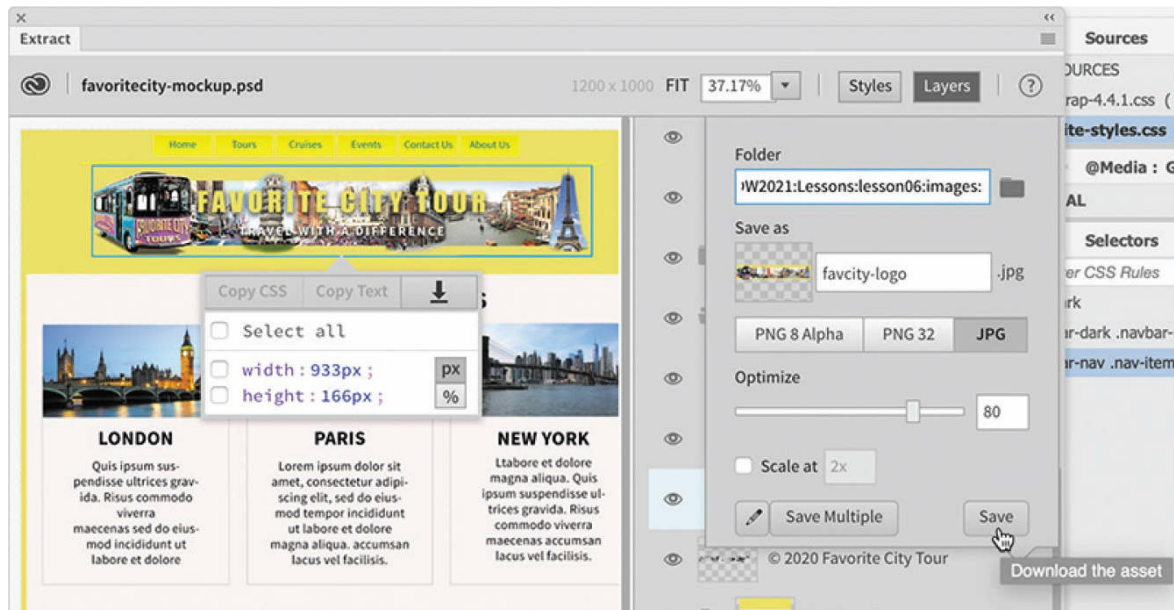 Extract
favoritecity-mockup.psd
1200 x 1000 FIT 37.17%
Styles
Layers
?
Home
Tours
Cruises
Events
Contact Us
About Us
FAVORITE CITY TOUR
TRAVEL WITH A DIFFERENCE
FAVORITE CITY
TOURS
Copy CSS
Copy Text
s
Select all
width : 933px ;
height : 166px ;
px
%
LONDON
Quis ipsum sus-
pendisse ultrices grav-
ida. Risus commodo
viverra
maecenas sed do eius-
mod incididunt ut
labore et dolore
PARIS
Lorem ipsum dolor sit
amet, consectetur adipi-
scing elit, sed do eius-
mod tempor incididunt
ut labore et dolore
magna aliqua. accumsan
lacus vel facilisis.
NEW YORK
Ltabore et dolore
magna aliqua. Quis
ipsum suspendisse ul-
trices gravida. Risus
commodo viverra
maecenas accumsan
lacus vel facilisis.
Folder
W2021:Lessons:lesson06:images:
Save as
favcity-logo
.jpg
PNG 8 Alpha
PNG 32
JPG
Optimize
80
Scale at
2x
Save Multiple
Save
Download the asset
© 2020 Favorite City Tour
Sources
OURCES
rap-4.4.1.css (
ite-styles.css
@Media : G
AL
Selectors
er CSS Rules
rk
ar-dark .navbar-
ar-nav .nav-item